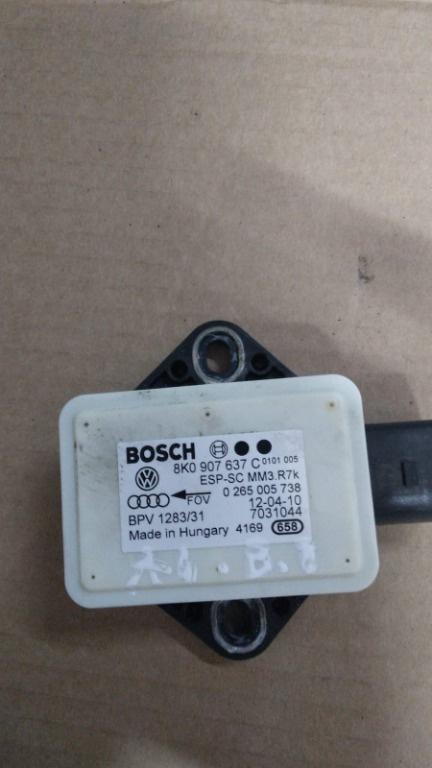 BOSCH
8K0 907 637 C 0101 005
ESP-SC MM3.R7k
FOV 0 265 005 738
12-04-10
BPV 1283/31 7031044
Made in Hungary 4169 658